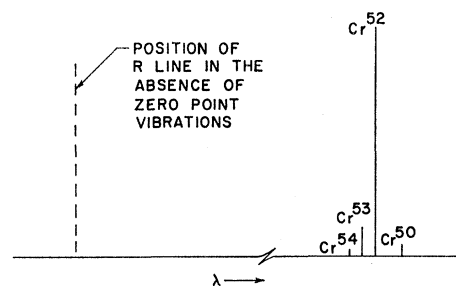 Cr52
POSITION OF
R LINE IN THE
ABSENCE OF
ZERO POINT
VIBRATIONS
Cr53
Cr54
Cr50
λ